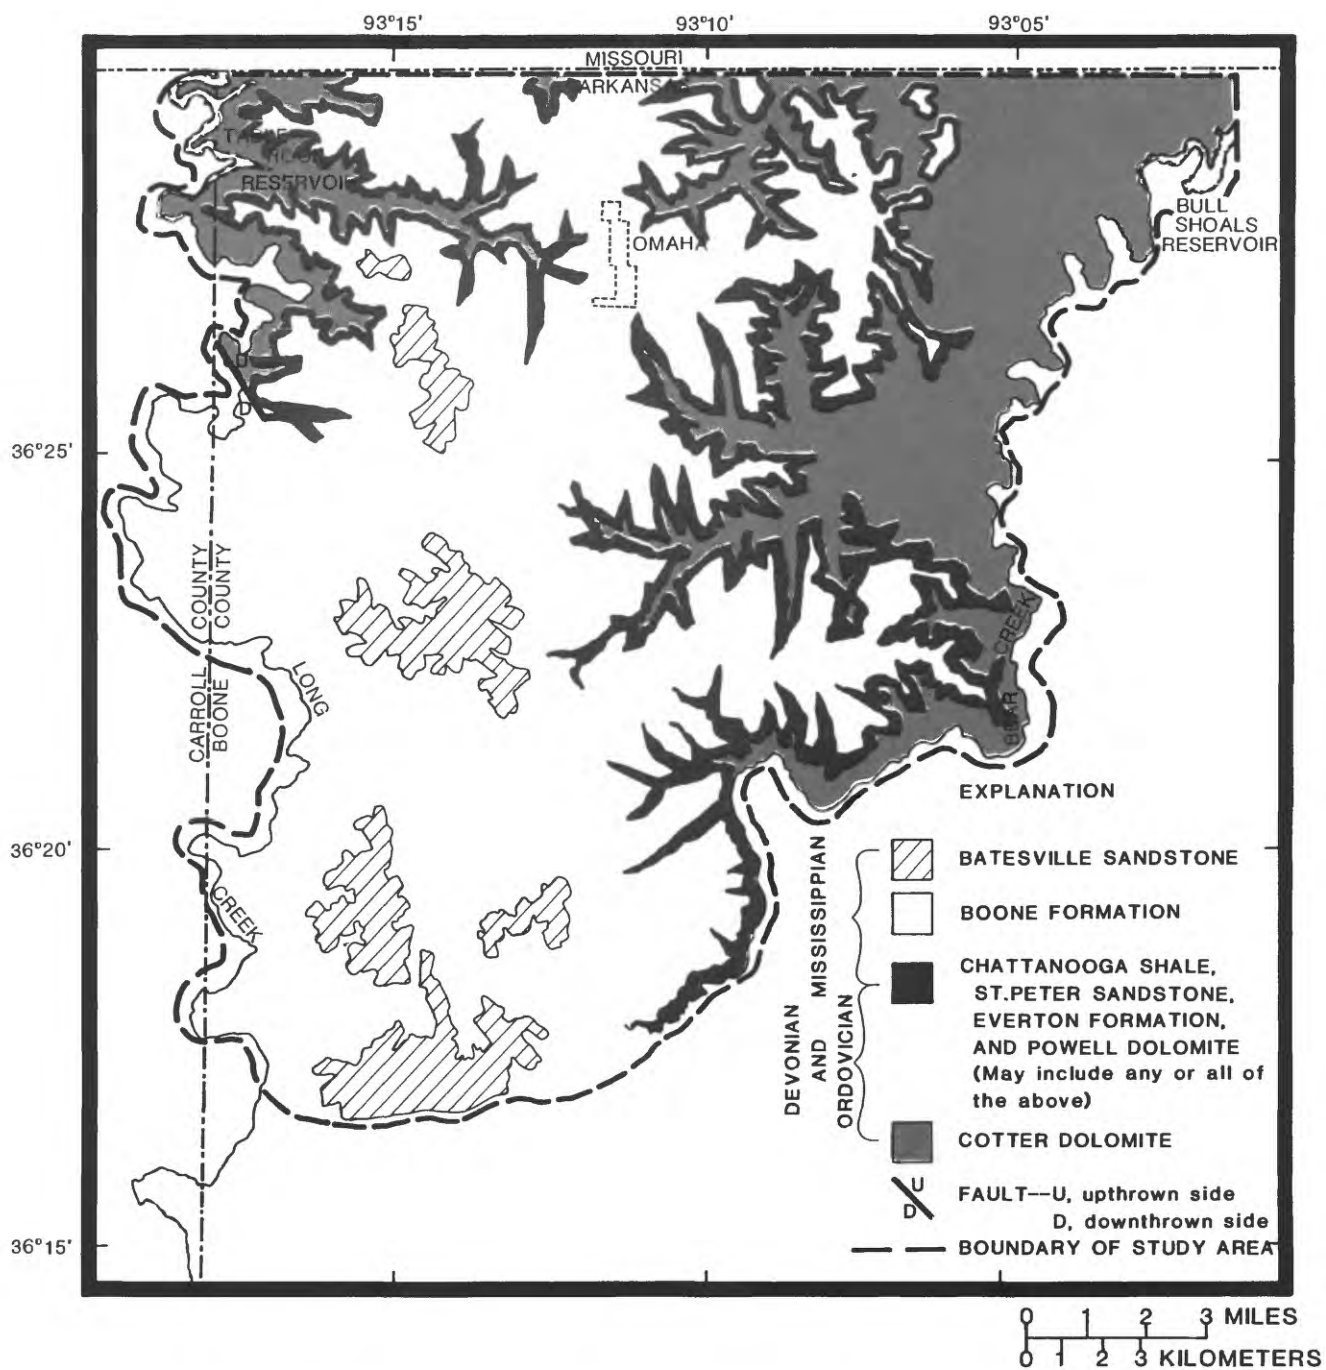 93°15'
93°10'
93°05'
MISSOURI
ARKANSAS
TABLE
ROCK
RESERVOIR
BULL
SHOALS
RESERVOIR
OMAHA
U
D
36°25'
COUNTY
COUNTY
CARROLL
BOONE
LONG
CREEK
CREEK
BEAR
36°20'
36°15'
EXPLANATION
BATESVILLE SANDSTONE
BOONE FORMATION
CHATTANOOGA SHALE,
ST.PETER SANDSTONE,
EVERTON FORMATION,
AND POWELL DOLOMITE
(May include any or all of
the above)
COTTER DOLOMITE
DEVONIAN
AND MISSISSIPPIAN
ORDOVICIAN
U
D
FAULT--U, upthrown side
D, downthrown side
BOUNDARY OF STUDY AREA
0 1 2 3 MILES
0 1 2 3 KILOMETERS